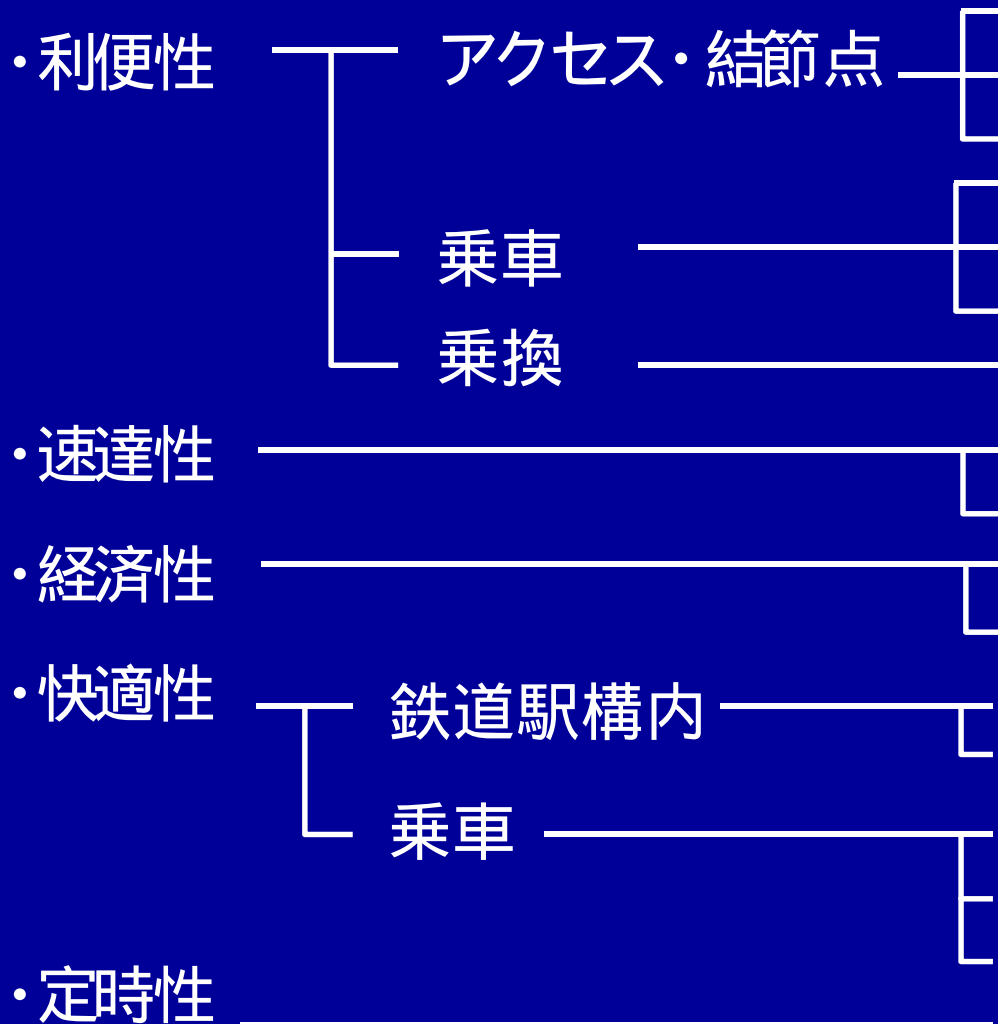 ・利便性 アクセス・結節点
乗車
乗換
・速達性
・経済性
・快適性 鉄道駅構内
乗車
・定時性